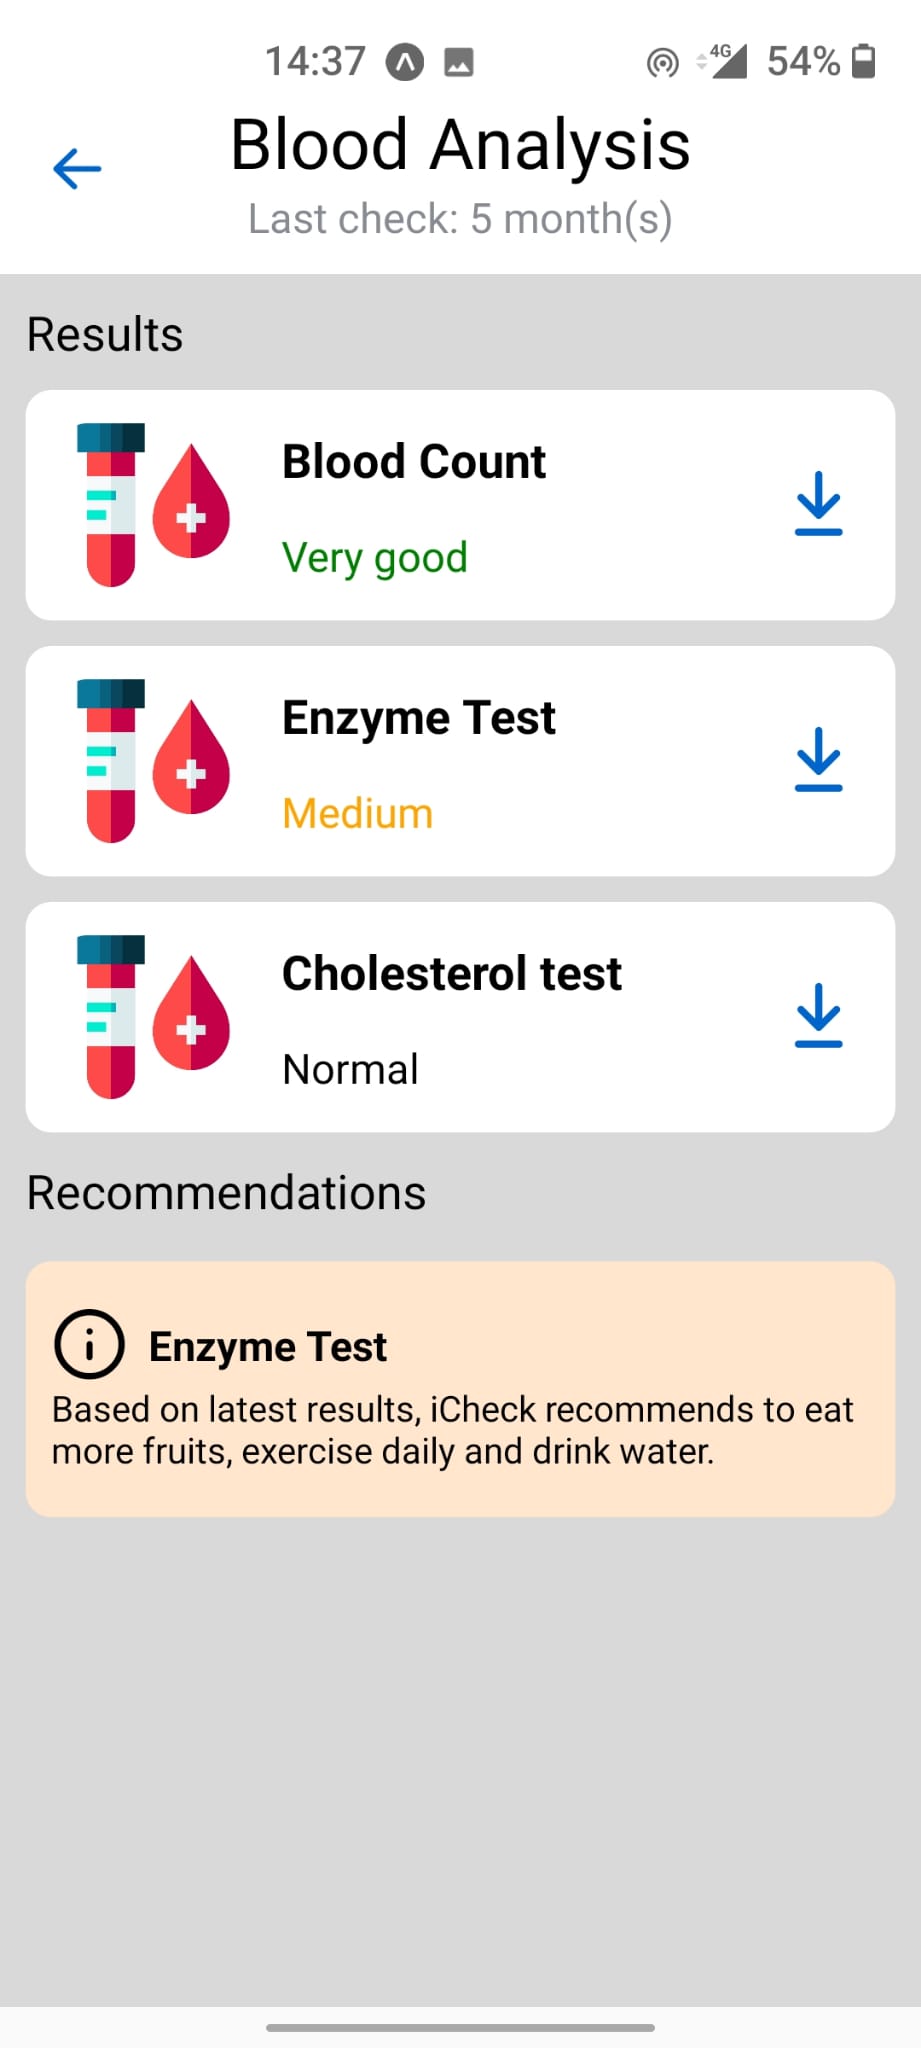 14:37
4G
54%
Blood Analysis
Last check: 5 month(s)
Results
Blood Count
Very good
Enzyme Test
Medium
Cholesterol test
Normal
Recommendations
Enzyme Test
Based on latest results, iCheck recommends to eat
more fruits, exercise daily and drink water.